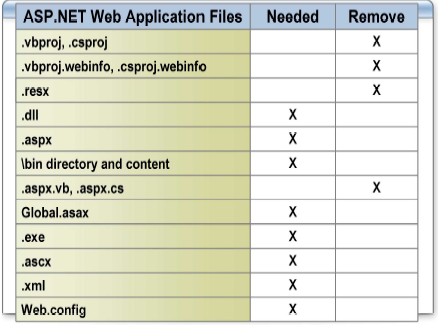 ASP.NET Web Application Files Needed Remove
.vbproj, .csproj X
.vbproj.webinfo, .csproj.webinfo X
.resx X
.dll X
.aspx X
\bin directory and content X
.aspx.vb, .aspx.cs X
Global.asax X
.exe X
.ascx X
.xml X
Web.config X